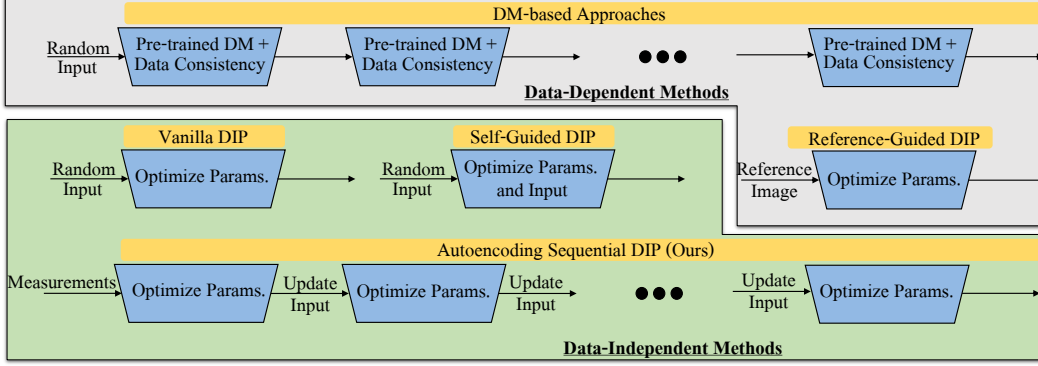 DM-based Approaches
Random
Input
Pre-trained DM +
Data Consistency
Pre-trained DM +
Data Consistency
Pre-trained DM +
Data Consistency
Data-Dependent Methods
Vanilla DIP
Random
Input
Optimize Params.
Self-Guided DIP
Random
Input
Optimize Params.
and Input
Reference-Guided DIP
Reference
Image
Optimize Params.
Autoencoding Sequential DIP (Ours)
Measurements
Optimize Params.
Update
Input
Optimize Params.
Update
Input
Update
Input
Optimize Params.
Data-Independent Methods